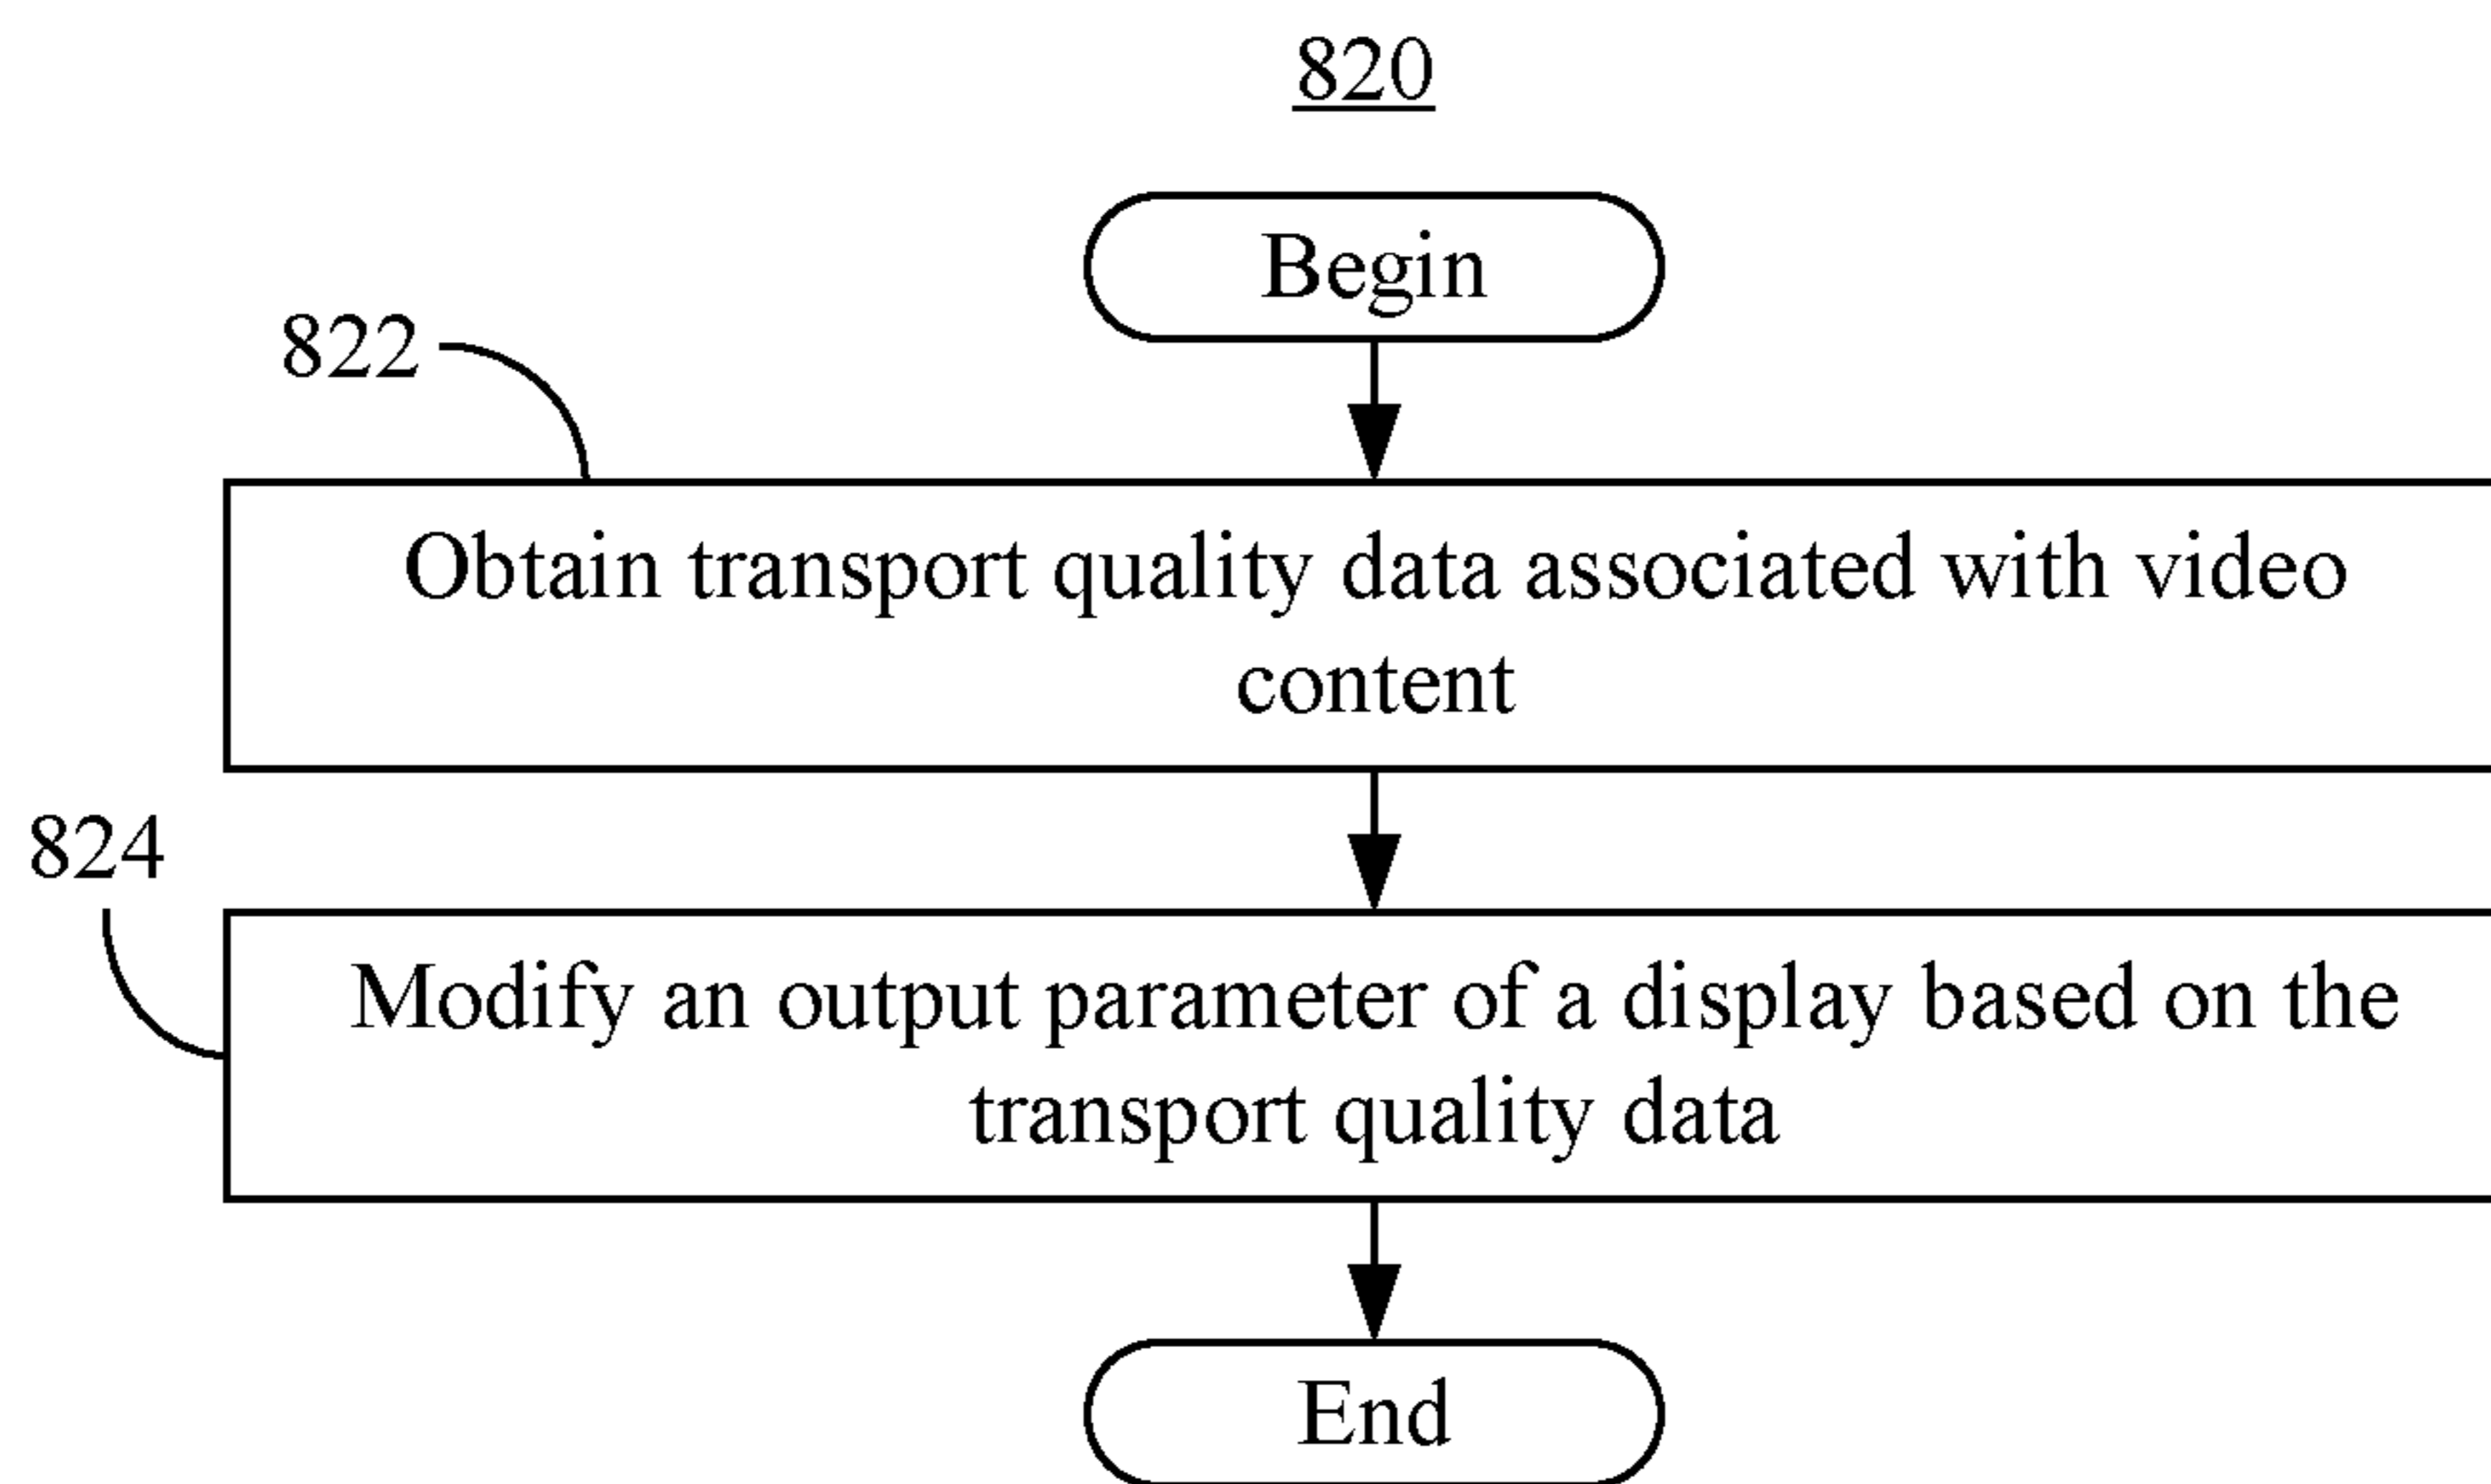 820
Begin
822
Obtain transport quality data associated with video
content
824
Modify an output parameter of a display based on the
transport quality data
End